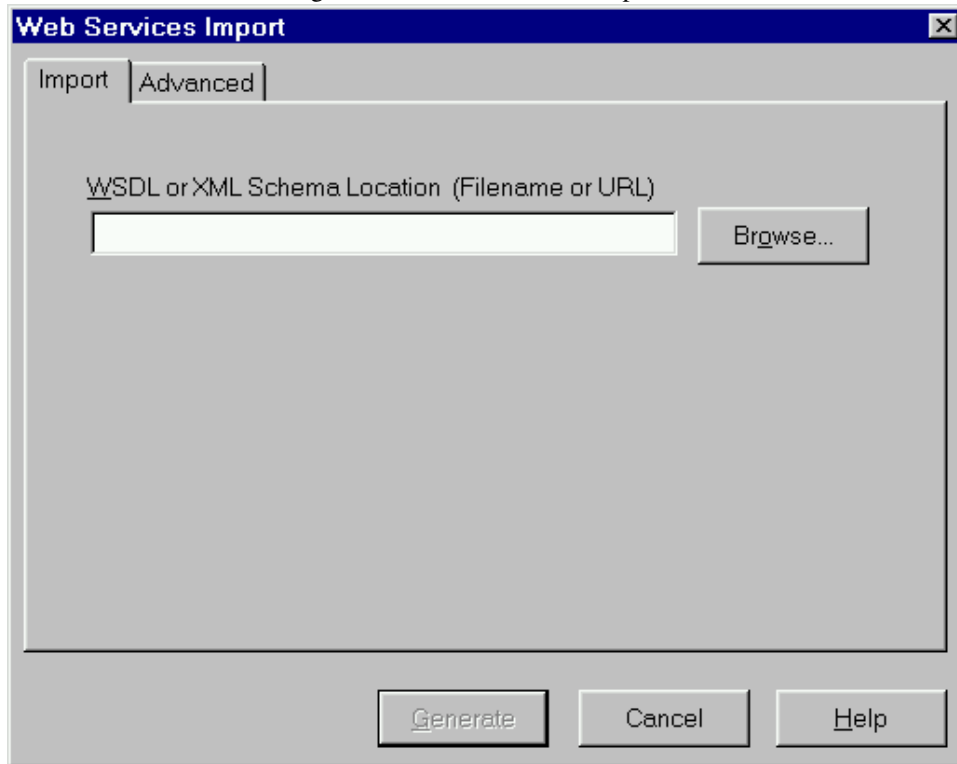 Web Services Import
Import
Advanced
WSDL or XML Schema Location (Filename or URL)
Browse...
Generate
Cancel
Help